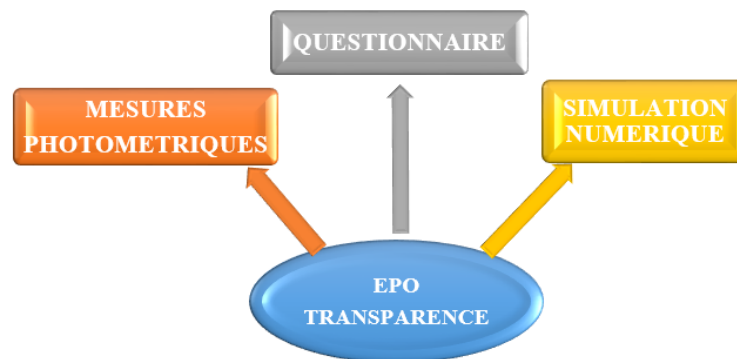 QUESTIONNAIRE
MESURES
PHOTOMETRIQUES
SIMULATION
NUMERIQUE
EPO
TRANSPARENCE